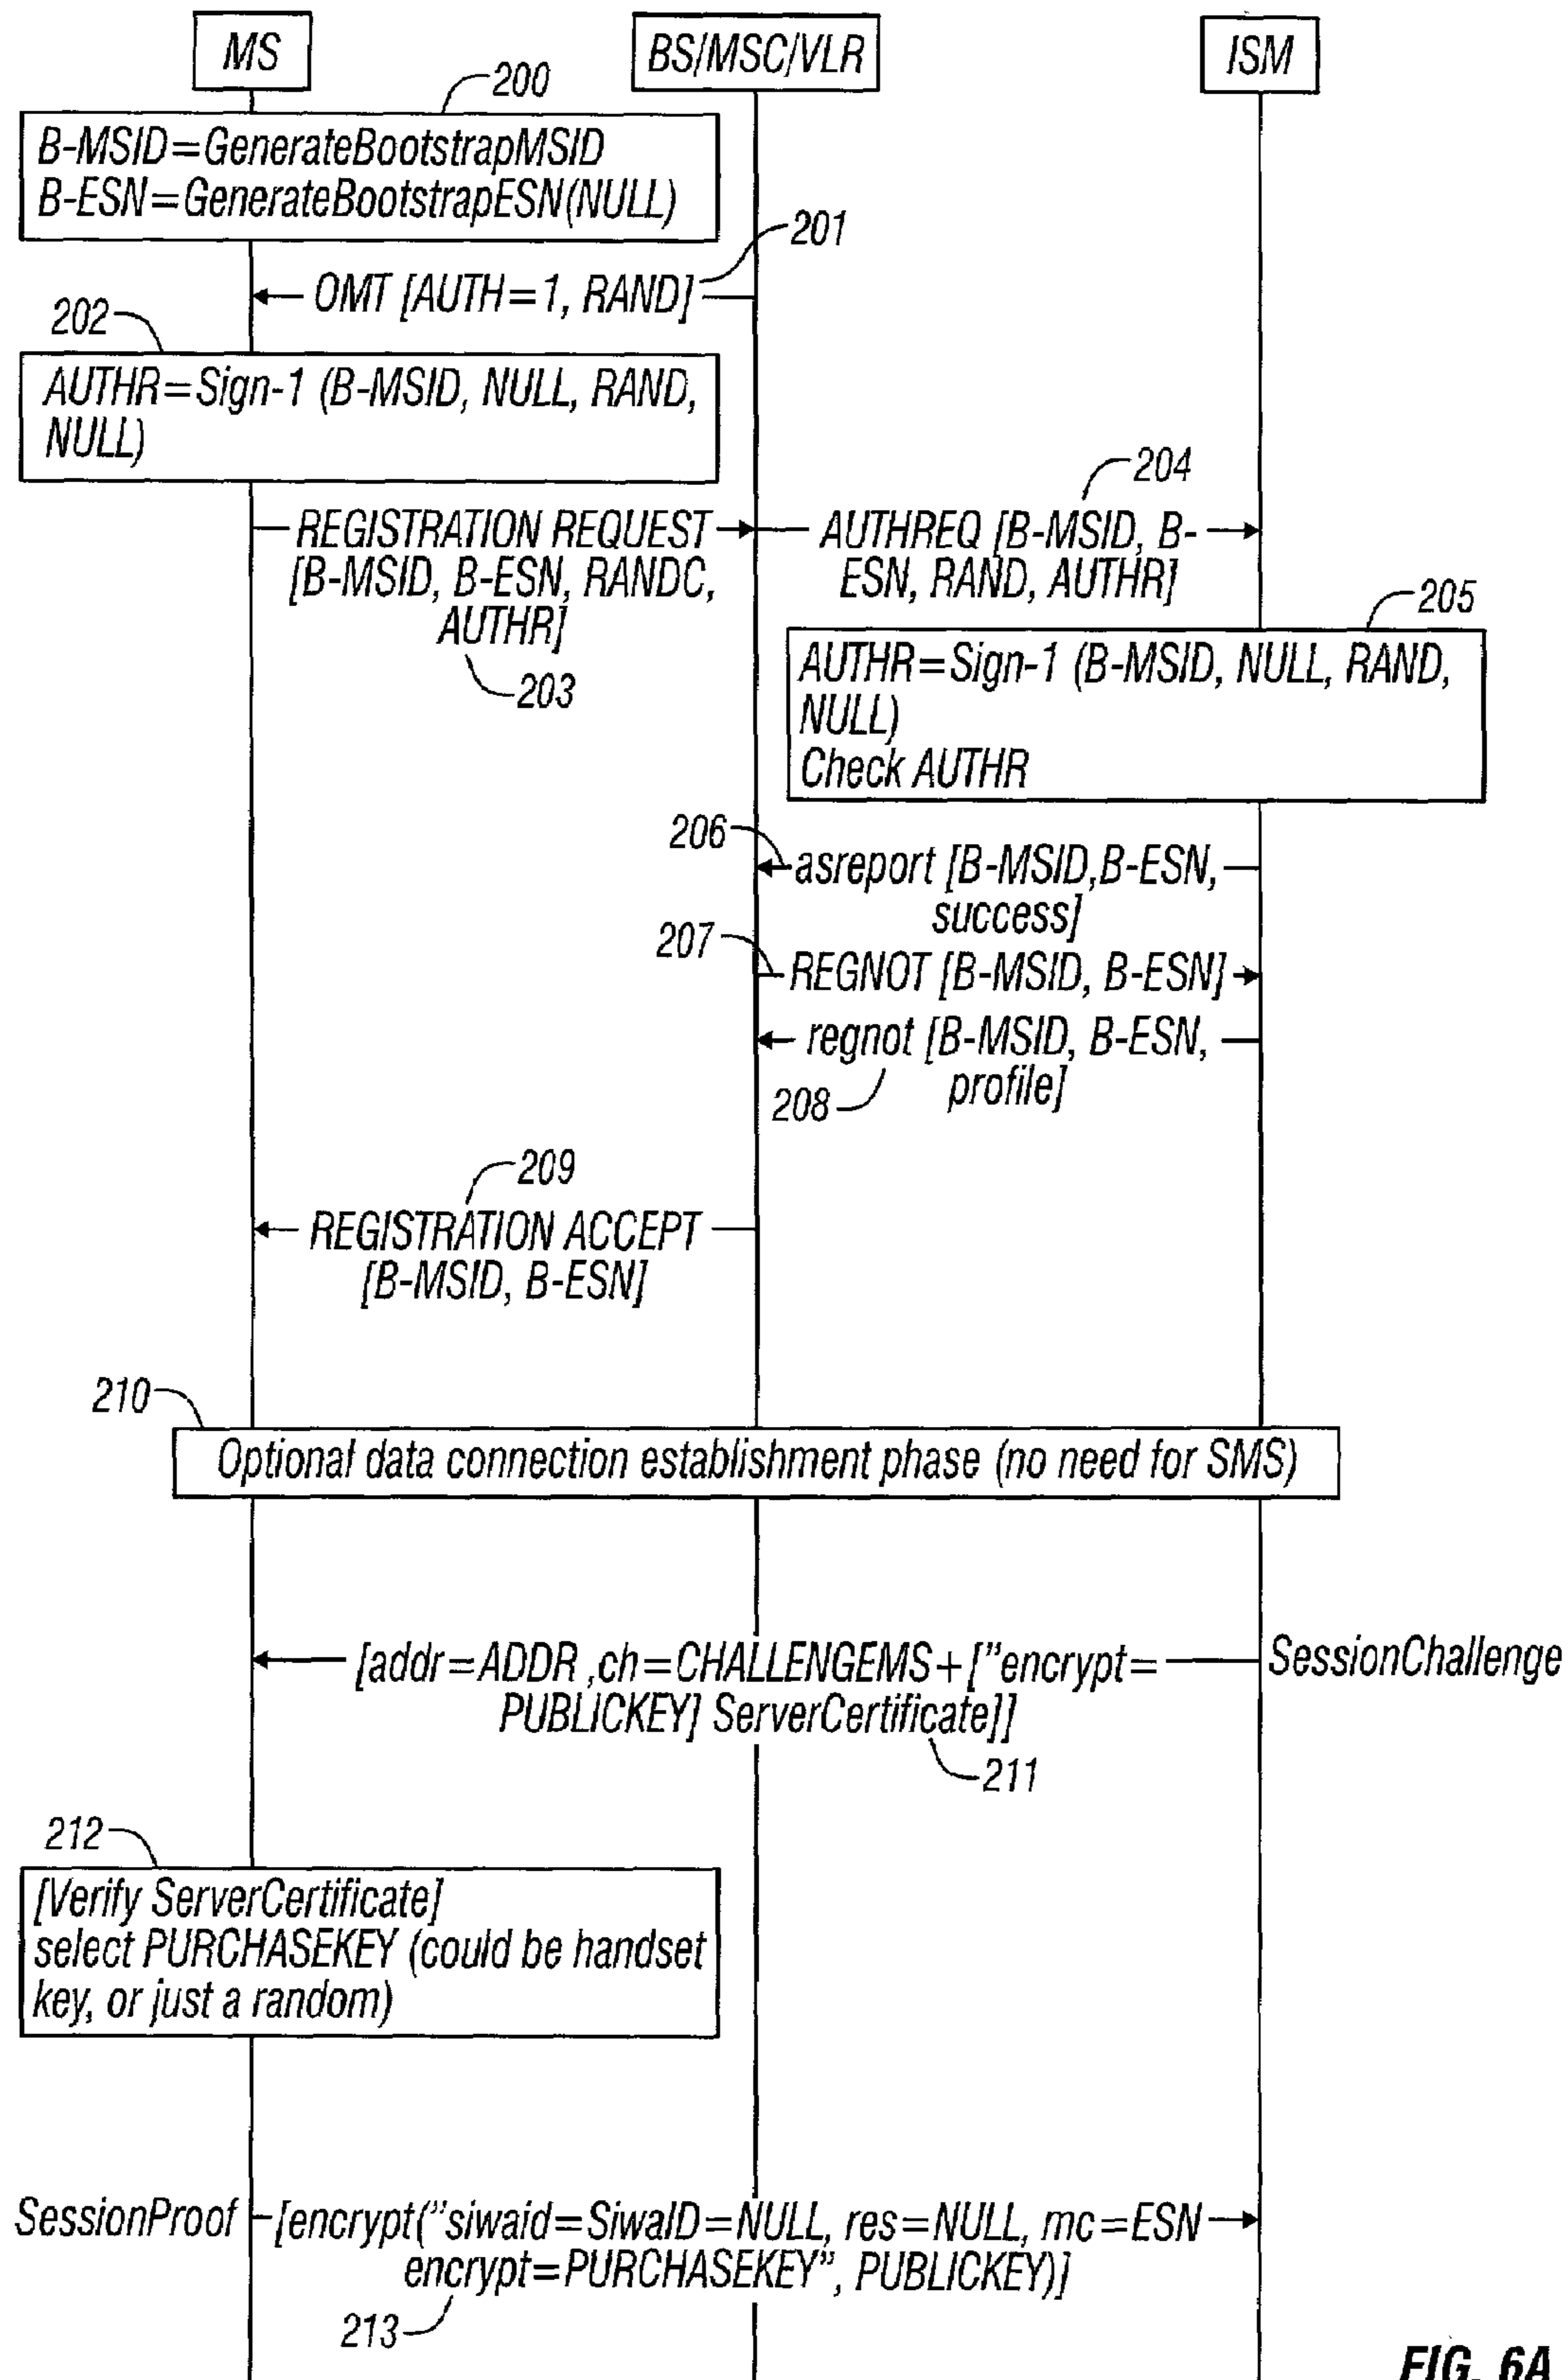 MS
BS/MSC/VLR
ISM
200
B-MSID=GenerateBootstrapMSID
B-ESN=GenerateBootstrapESN(NULL)
201
OMT [AUTH=1, RAND]
202
AUTHR=Sign-1 (B-MSID, NULL, RAND,
NULL)
204
REGISTRATION REQUEST
[B-MSID, B-ESN, RANDC,
AUTHR]
203
AUTHREQ [B-MSID, B-
ESN, RAND, AUTHR]
205
AUTHR=Sign-1 (B-MSID, NULL, RAND,
NULL)
Check AUTHR
206
asreport [B-MSID,B-ESN,
success]
207
REGNOT [B-MSID, B-ESN]
regnot [B-MSID, B-ESN,
profile]
208
209
REGISTRATION ACCEPT
[B-MSID, B-ESN]
210
Optional data connection establishment phase (no need for SMS)
[addr=ADDR ,ch=CHALLENGEMS+["encrypt=
PUBLICKEY] ServerCertificate]]
SessionChallenge
211
212
[Verify ServerCertificate]
select PURCHASEKEY (could be handset
key, or just a random)
SessionProof
[encrypt("siwaid=SiwaID=NULL, res=NULL, mc=ESN
encrypt=PURCHASEKEY", PUBLICKEY)]
213
FIG. 6A